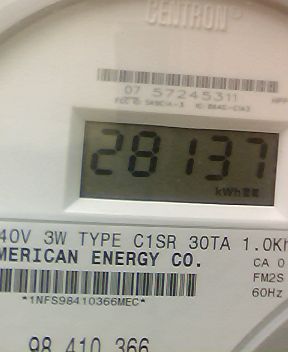 CENTRON®
07 57245311
28137
kWh
40V 3W TYPE C1SR 30TA 1.0Kh
MERICAN ENERGY CO.
CA 0
FM2S
60Hz
*1NFS98410366MEC*
98 410 366